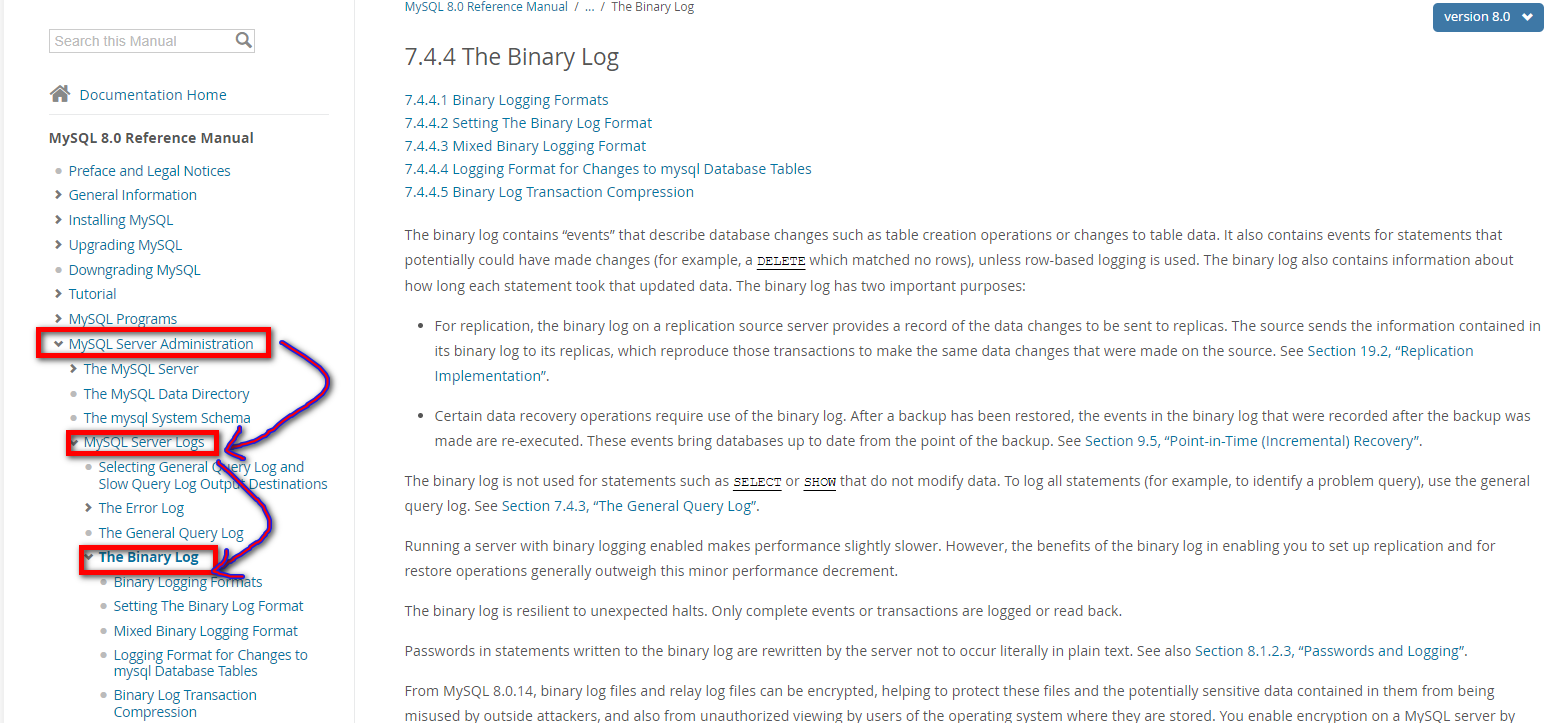 MySQL 8.0 Reference Manual / ... / The Binary Log
version 8.0
Search this Manual
Documentation Home
MySQL 8.0 Reference Manual
Preface and Legal Notices
General Information
Installing MySQL
Upgrading MySQL
Downgrading MySQL
Tutorial
MySQL Programs
MySQL Server Administration
The MySQL Server
The MySQL Data Directory
The mysql System Schema
MySQL Server Logs
Selecting General Query Log and
Slow Query Log Output Destinations
The Error Log
The General Query Log
The Binary Log
Binary Logging Formats
Setting The Binary Log Format
Mixed Binary Logging Format
Logging Format for Changes to
mysql Database Tables
Binary Log Transaction
Compression
7.4.4 The Binary Log
7.4.4.1 Binary Logging Formats
7.4.4.2 Setting The Binary Log Format
7.4.4.3 Mixed Binary Logging Format
7.4.4.4 Logging Format for Changes to mysql Database Tables
7.4.4.5 Binary Log Transaction Compression
The binary log contains “events” that describe database changes such as table creation operations or changes to table data. It also contains events for statements that
potentially could have made changes (for example, a DELETE which matched no rows), unless row-based logging is used. The binary log also contains information about
how long each statement took that updated data. The binary log has two important purposes:
• For replication, the binary log on a replication source server provides a record of the data changes to be sent to replicas. The source sends the information contained in
its binary log to its replicas, which reproduce those transactions to make the same data changes that were made on the source. See Section 19.2, “Replication
Implementation”.
• Certain data recovery operations require use of the binary log. After a backup has been restored, the events in the binary log that were recorded after the backup was
made are re-executed. These events bring databases up to date from the point of the backup. See Section 9.5, “Point-in-Time (Incremental) Recovery”.
The binary log is not used for statements such as SELECT or SHOW that do not modify data. To log all statements (for example, to identify a problem query), use the general
query log. See Section 7.4.3, “The General Query Log”.
Running a server with binary logging enabled makes performance slightly slower. However, the benefits of the binary log in enabling you to set up replication and for
restore operations generally outweigh this minor performance decrement.
The binary log is resilient to unexpected halts. Only complete events or transactions are logged or read back.
Passwords in statements written to the binary log are rewritten by the server not to occur literally in plain text. See also Section 8.1.2.3, “Passwords and Logging”.
From MySQL 8.0.14, binary log files and relay log files can be encrypted, helping to protect these files and the potentially sensitive data contained in them from being
misused by outside attackers, and also from unauthorized viewing by users of the operating system where they are stored. You enable encryption on a MySQL server by